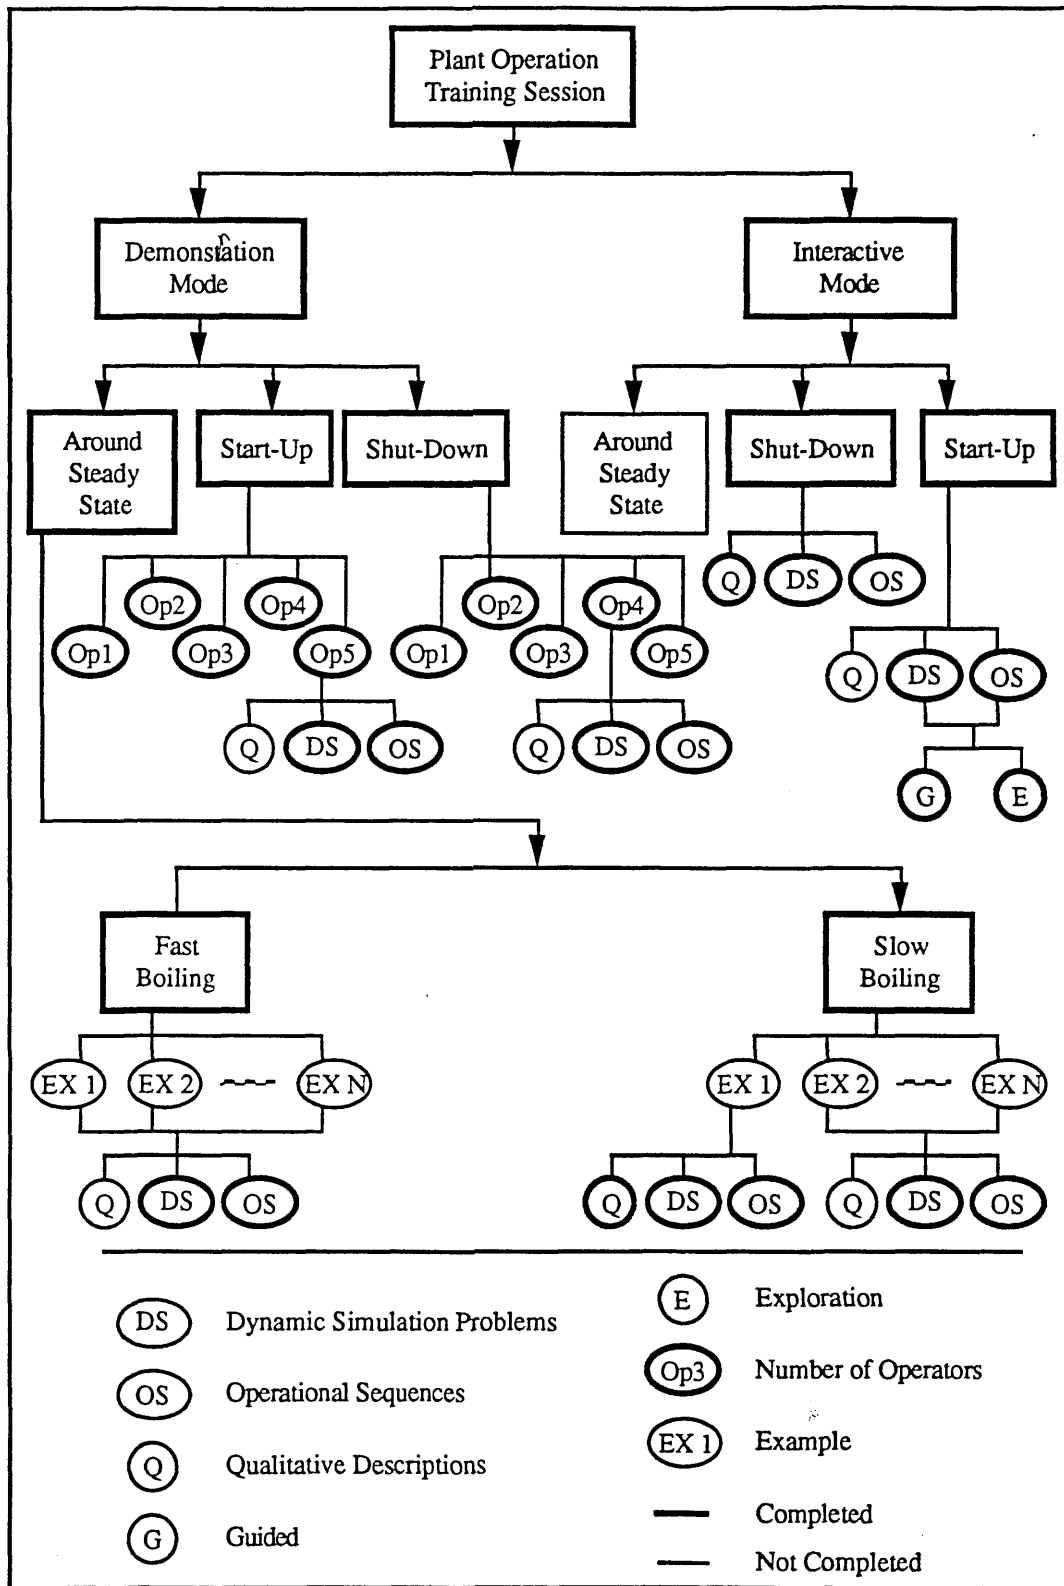 Plant Operation
Training Session
Demonstation
r
Mode
Interactive
Mode
Around
Steady
State
Start-Up
Shut-Down
Around
Steady
State
Shut-Down
Start-Up
Q
DS
OS
Op2
Op4
Op2
Op4
Op1
Op3
Op5
Op1
Op3
Op5
Q
DS
OS
Q
DS
OS
Q
DS
OS
G
E
Fast
Boiling
Slow
Boiling
EX 1
EX 2
EX N
EX 1
EX 2
EX N
Q
DS
OS
Q
DS
OS
Q
DS
OS
DS Dynamic Simulation Problems
OS Operational Sequences
Q Qualitative Descriptions
G Guided
E Exploration
Op3 Number of Operators
EX 1 Example
Completed
Not Completed